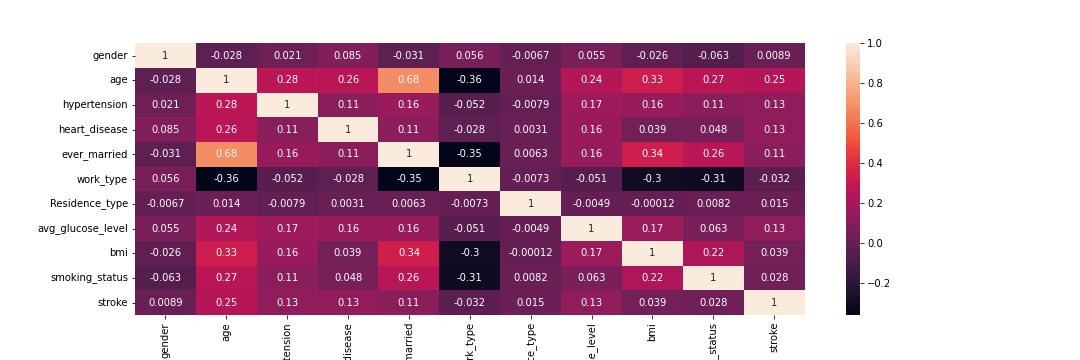 gender 1 -0.028 0.021 0.085 -0.031 0.056 -0.0067 0.055 -0.026 -0.063 0.0089
age -0.028 1 0.28 0.26 0.68 -0.36 0.014 0.24 0.33 0.27 0.25
hypertension 0.021 0.28 1 0.11 0.16 -0.052 -0.0079 0.17 0.16 0.11 0.13
heart_disease 0.085 0.26 0.11 1 0.11 -0.028 0.0031 0.16 0.039 0.048 0.13
ever_married -0.031 0.68 0.16 0.11 1 -0.35 0.0063 0.16 0.34 0.26 0.11
work_type 0.056 -0.36 -0.052 -0.028 -0.35 1 -0.0073 -0.051 -0.3 -0.31 -0.032
Residence_type -0.0067 0.014 -0.0079 0.0031 0.0063 -0.0073 1 -0.0049 -0.00012 0.0082 0.015
avg_glucose_level 0.055 0.24 0.17 0.16 0.16 -0.051 -0.0049 1 0.17 0.063 0.13
bmi -0.026 0.33 0.16 0.039 0.34 -0.3 -0.00012 0.17 1 0.22 0.039
smoking_status -0.063 0.27 0.11 0.048 0.26 -0.31 0.0082 0.063 0.22 1 0.028
stroke 0.0089 0.25 0.13 0.13 0.11 -0.032 0.015 0.13 0.039 0.028 1
gender
age
tension
disease
married
rk_type
ce_type
e_level
bmi
_status
stroke
1.0
0.8
0.6
0.4
0.2
0.0
−0.2